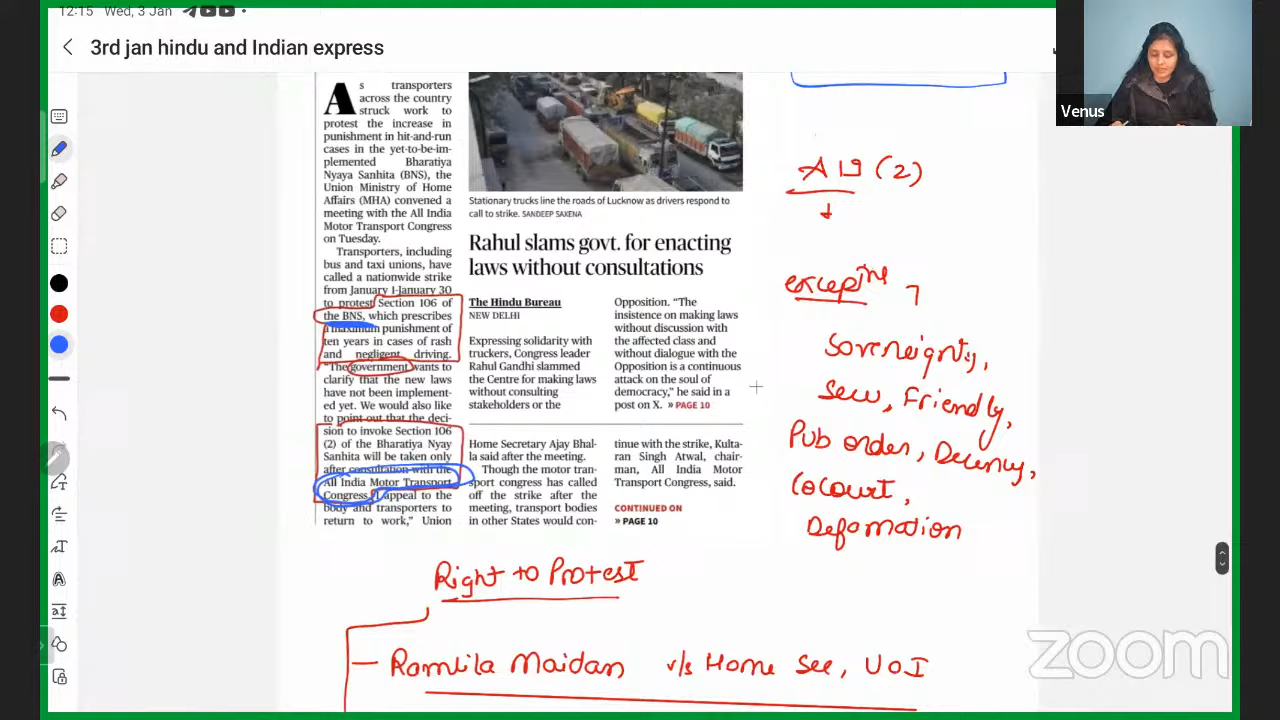 12:15 Wed, 3 Jan
3rd jan hindu and Indian express
Venus
As transporters
across the country
struck work to
protest the increase in
punishment in hit-and-run
cases in the yet-to-be-im-
plemented Bharatiya
Nyaya Sanhita (BNS), the
Union Ministry of Home
Affairs (MHA) convened a
meeting with the All India
Motor Transport Congress
on Tuesday.
Transporters, including
bus and taxi unions, have
called a nationwide strike
from January 1-January 30
to protest Section 106 of
the BNS, which prescribes
a maximum punishment of
ten years in cases of rash
and negligent driving.
"The government wants to
clarify that the new laws
have not been implement-
ed yet. We would also like
to point out that the deci-
sion to invoke Section 106
(2) of the Bharatiya Nyay
Sanhita will be taken only
after consultation with the
All India Motor Transport
Congress. I appeal to the
body and transporters to
return to work," Union
Stationary trucks line the roads of Lucknow as drivers respond to
call to strike. SANDEEP SAXENA
Rahul slams govt. for enacting
laws without consultations
The Hindu Bureau
NEW DELHI
Expressing solidarity with
truckers, Congress leader
Rahul Gandhi slammed
the Centre for making laws
without consulting
stakeholders or the
Opposition. "The
insistence on making laws
without discussion with
the affected class and
without dialogue with the
Opposition is a continuous
attack on the soul of
democracy," he said in a
post on X. » PAGE 10
Home Secretary Ajay Bhal-
la said after the meeting.
Though the motor tran-
sport congress has called
off the strike after the
meeting, transport bodies
in other States would con-
tinue with the strike, Kulta-
ran Singh Atwal, chair-
man, All India Motor
Transport Congress, said.
CONTINUED ON
» PAGE 10
A 19 (2)
Sovereignty,
Friendly,
Pub order, Decency,
CoCourt,
Defamation
Right to Protest
Ramlila Maidan v/s Home Sec, UOI
zoom